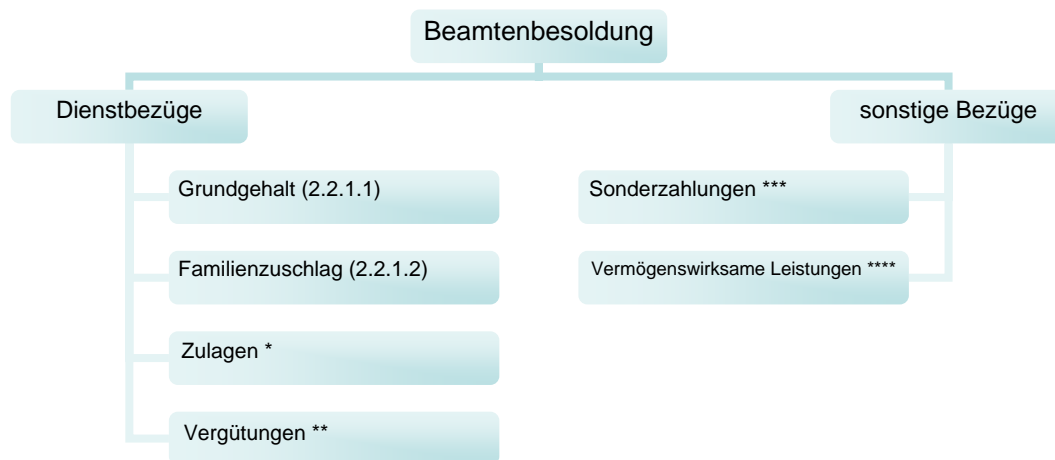 Beamtenbesoldung
Dienstbezüge
sonstige Bezüge
Grundgehalt (2.2.1.1)
Sonderzahlungen ***
Familienzuschlag (2.2.1.2)
Vermögenswirksame Leistungen ****
Zulagen *
Vergütungen **